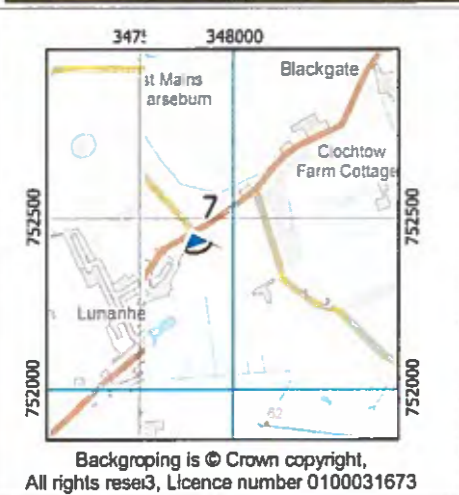 347 348000
Blackgate
st Mains
arseburn
Clochtow
Farm Cottage
7
752500 752500
Lunanhe
752000 752000
62
Backgroping is © Crown copyright,
All rights rese3, Licence number 0100031673